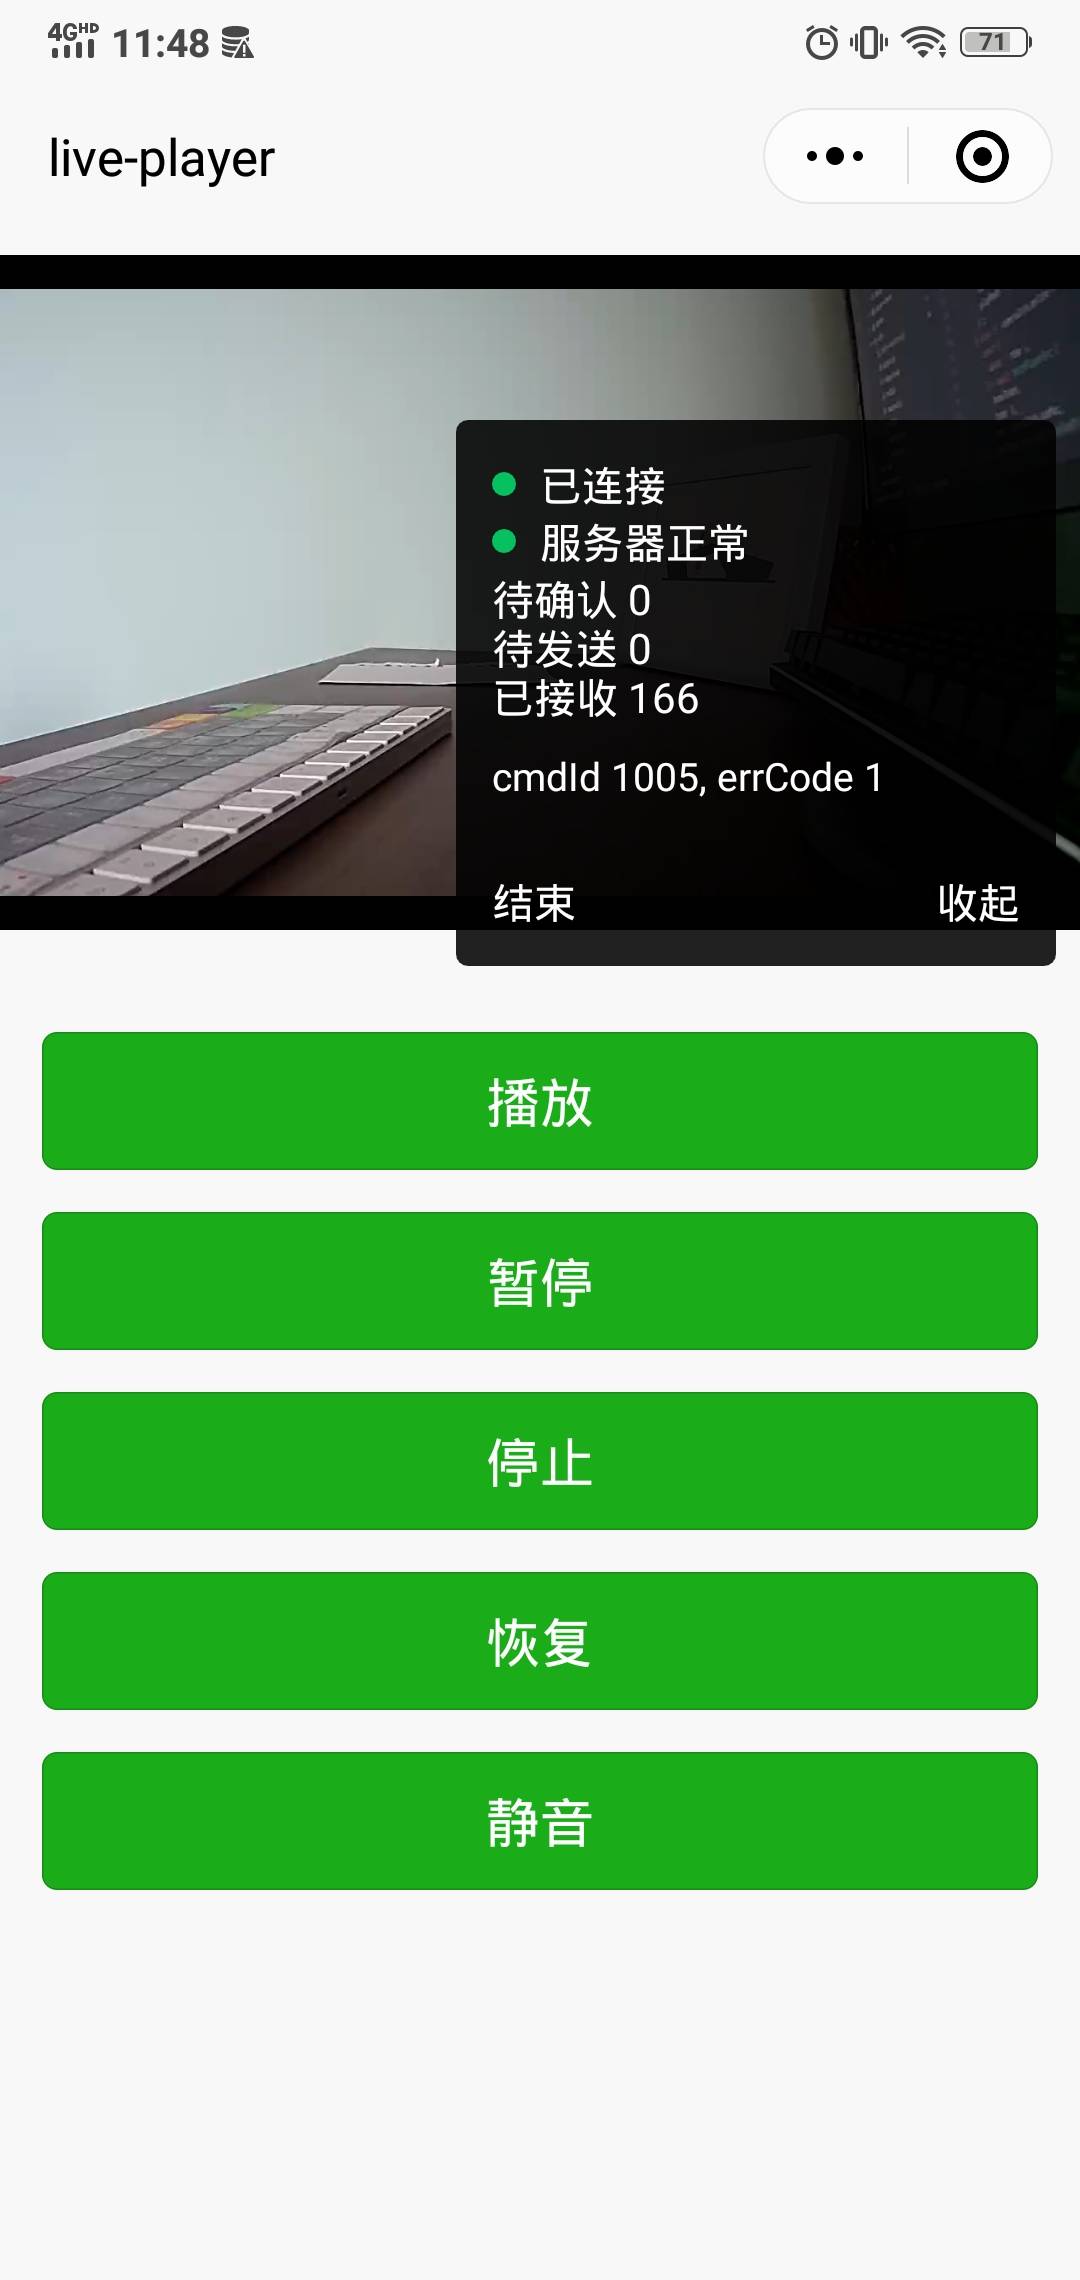 4G HD 11:48 71
live-player
已连接
服务器正常
待确认 0
待发送 0
已接收 166
cmdId 1005, errCode 1
结束 收起
播放
暂停
停止
恢复
静音